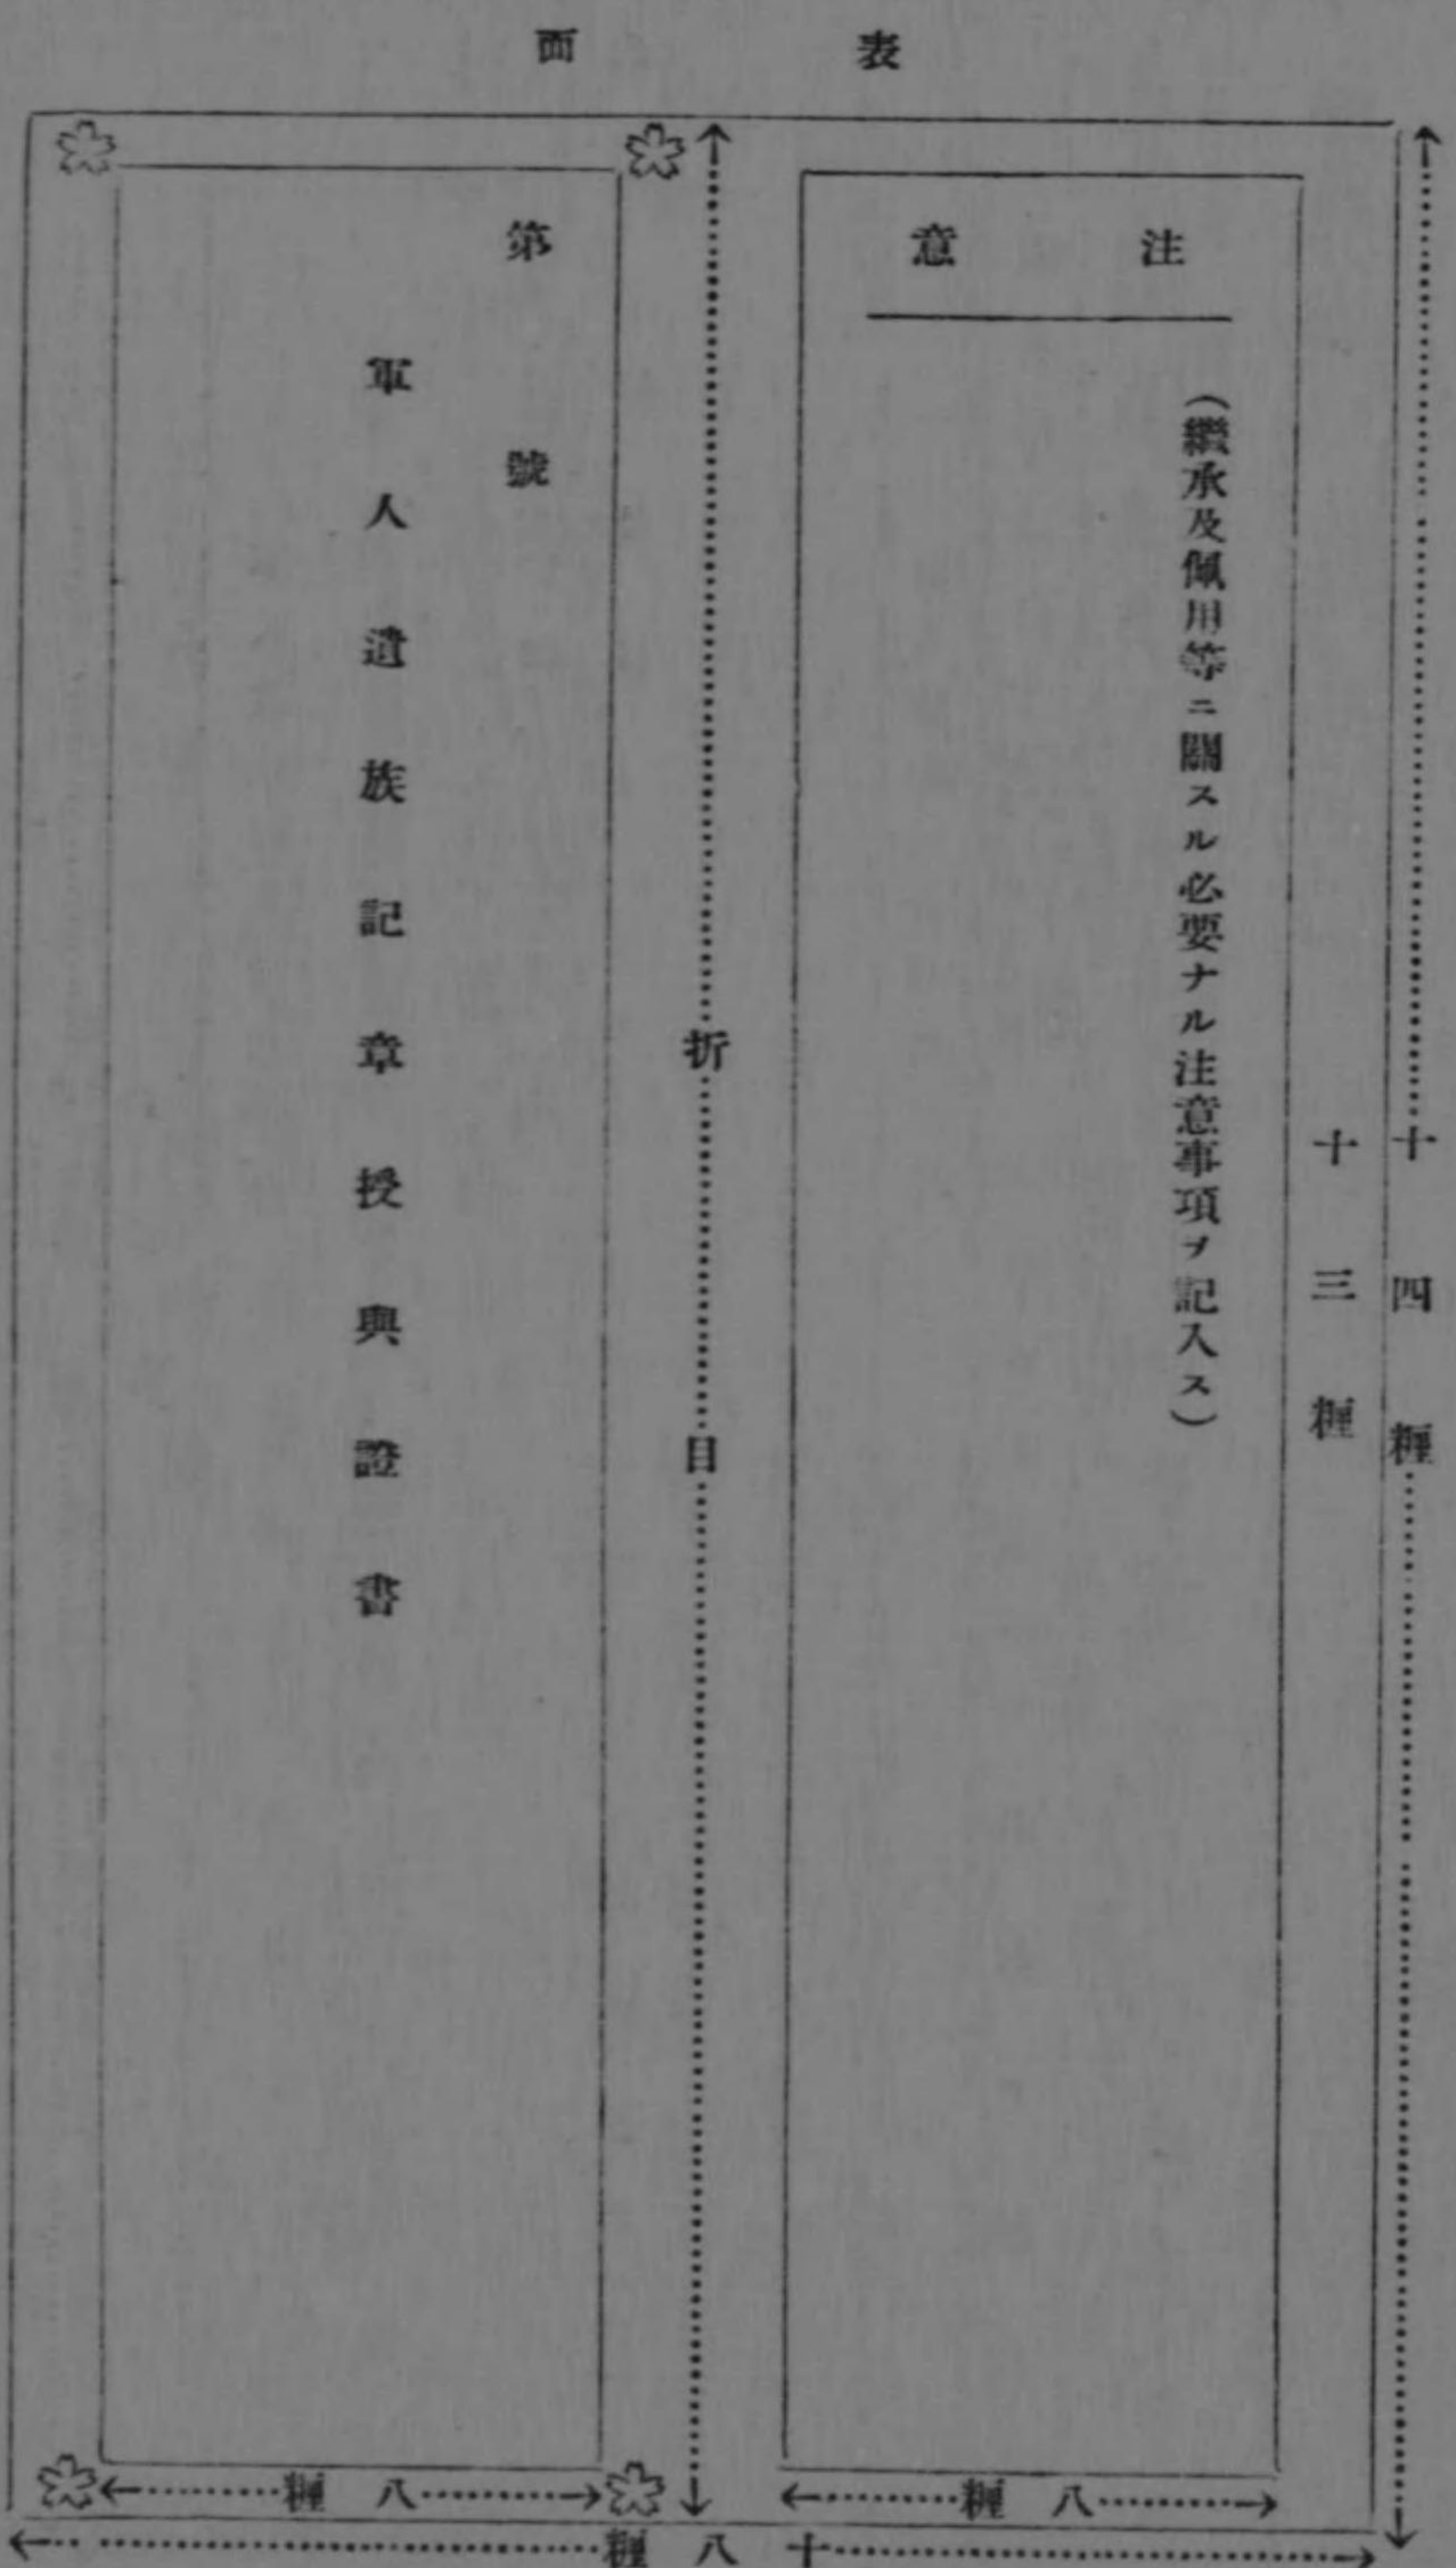 表面
十四糎
十三糎
注意
(繼承及佩用等ニ關スル必要ナル注意事項ヲ記入ス)
折目
第號
軍人遺族記章授與證書
八糎
八糎
十八糎